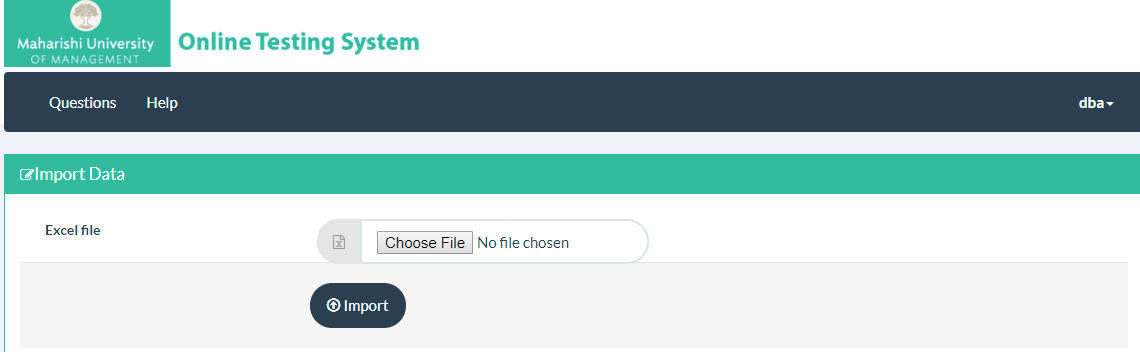 Maharishi University
OF MANAGEMENT
Online Testing System
Questions Help dba
Import Data
Excel file
Choose File No file chosen
Import